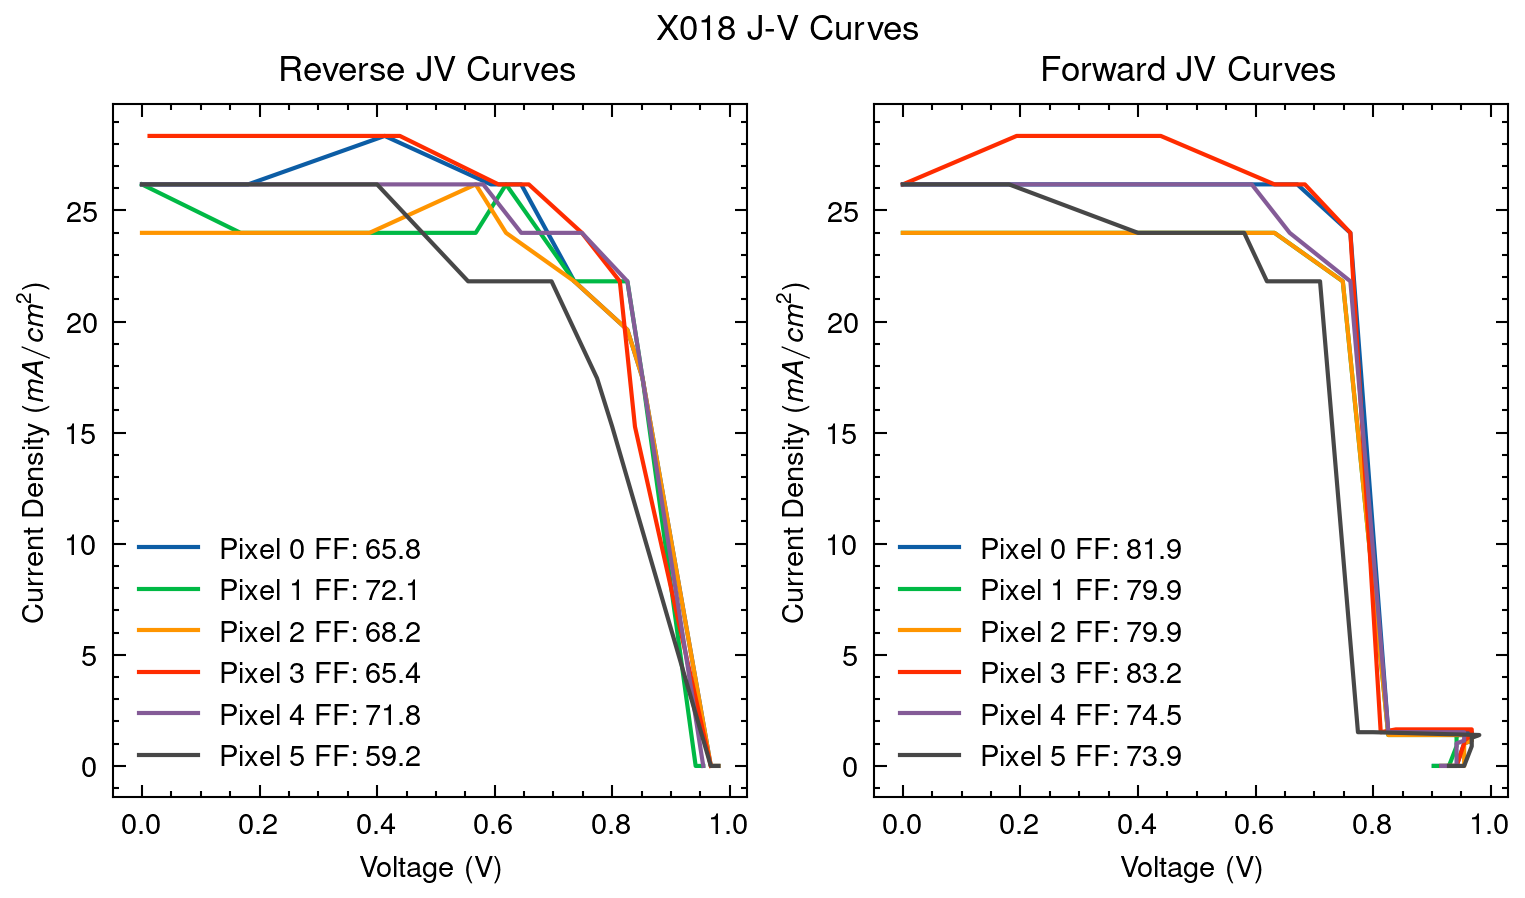 X018 J-V Curves
Reverse JV Curves
Current Density (mA/cm²)
25
20
15
10
5
0
Pixel 0 FF: 65.8
Pixel 1 FF: 72.1
Pixel 2 FF: 68.2
Pixel 3 FF: 65.4
Pixel 4 FF: 71.8
Pixel 5 FF: 59.2
0.0 0.2 0.4 0.6 0.8 1.0
Voltage (V)
Forward JV Curves
Current Density (mA/cm²)
25
20
15
10
5
0
Pixel 0 FF: 81.9
Pixel 1 FF: 79.9
Pixel 2 FF: 79.9
Pixel 3 FF: 83.2
Pixel 4 FF: 74.5
Pixel 5 FF: 73.9
0.0 0.2 0.4 0.6 0.8 1.0
Voltage (V)